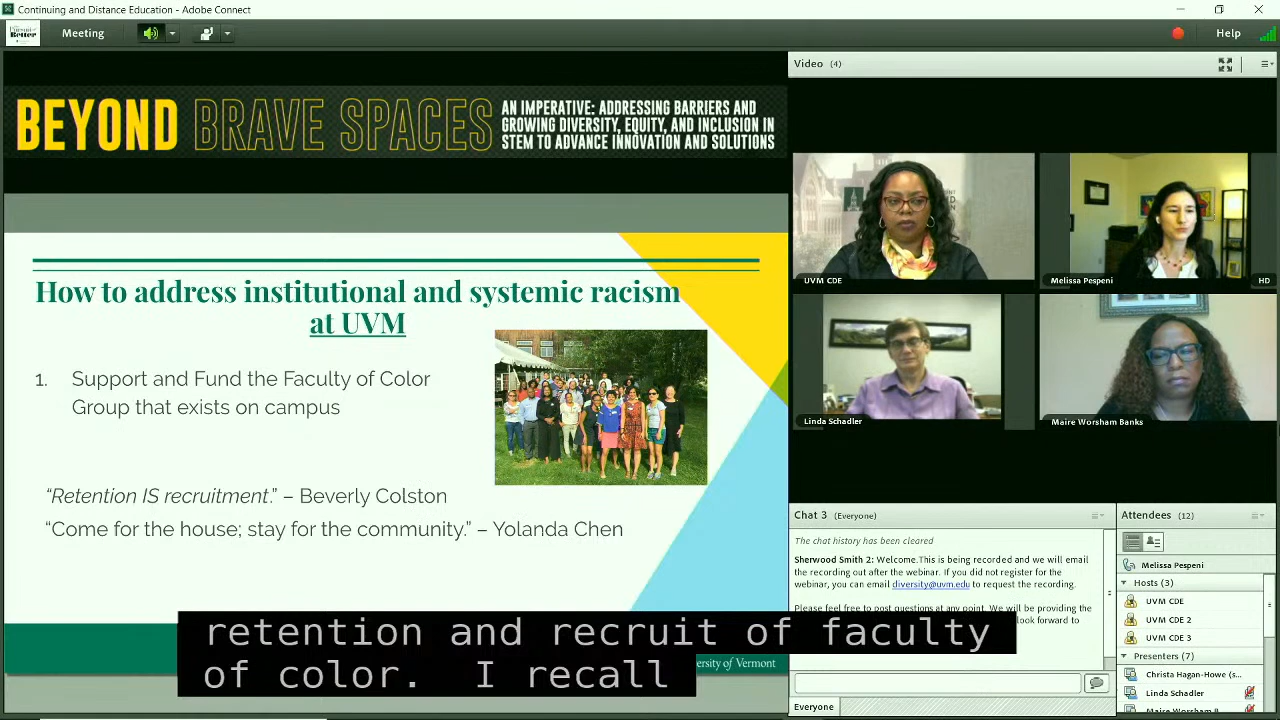 Continuing and Distance Education - Adobe Connect
Meeting
Help
BEYOND BRAVE SPACES
AN IMPERATIVE: ADDRESSING BARRIERS AND
GROWING DIVERSITY, EQUITY, AND INCLUSION IN
STEM TO ADVANCE INNOVATION AND SOLUTIONS
How to address institutional and systemic racism
at UVM
1. Support and Fund the Faculty of Color
Group that exists on campus
“Retention IS recruitment.” – Beverly Colston
“Come for the house; stay for the community.” – Yolanda Chen
of Vermont
retention and recruit of faculty
of color. I recall
Video (4)
UVM CDE
Melissa Pespeni
HD
Linda Schadler
Maire Worsham Banks
Chat 3 (Everyone)
The chat history has been cleared
Sherwood Smith 2: Welcome.This is being recorded and we will email
the recording out after the webinar. If you did not register for the
webinar, you can email diversity@uvm.edu to request the recording.
Please feel free to post questions at any point. We will be providing the
look forward to
Everyone
Attendees (12)
Melissa Pespeni
Hosts (3)
UVM CDE
UVM CDE 2
UVM CDE 3
Presenters (7)
Christa Hagan-Howe (s...
Linda Schadler
Maire Worsham B